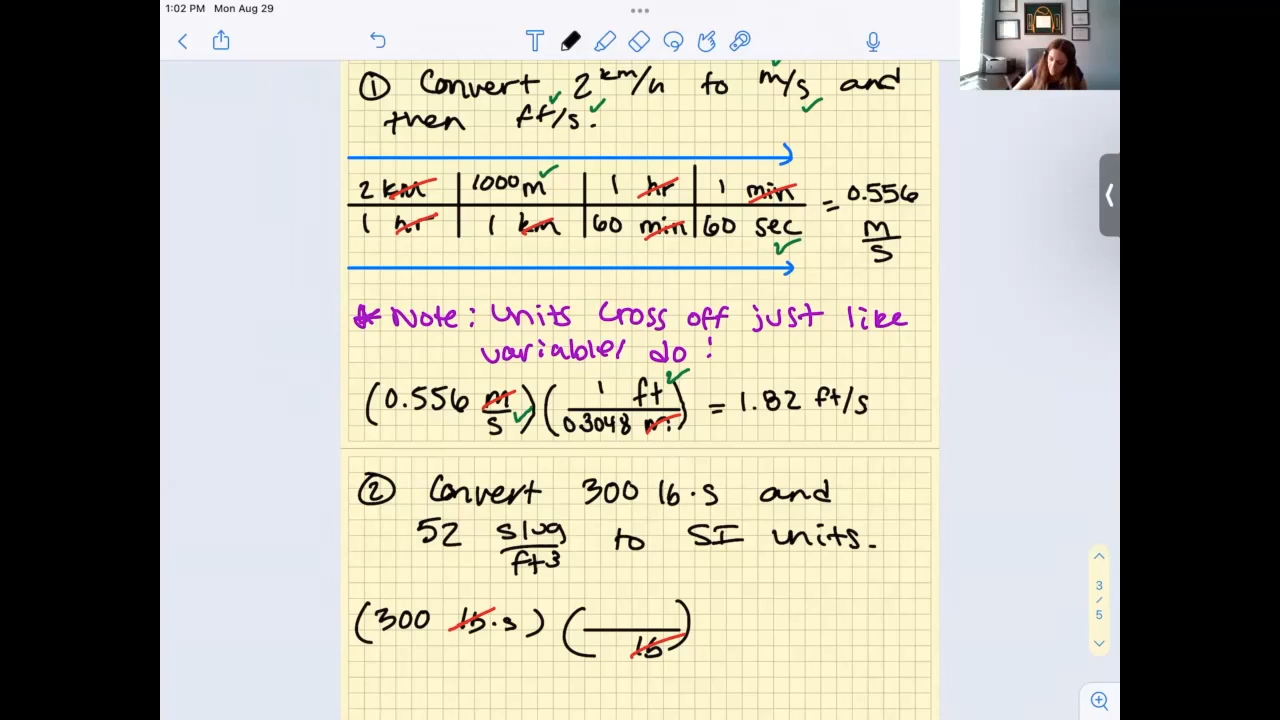 1:02 PM Mon Aug 29
① Convert 2 km/h to m/s and
then ft/s.
2 km | 1000 m | 1 hr | 1 min
1 hr | 1 km | 60 min | 60 sec
= 0.556 m/s
* Note: Units cross off just like
variables do!
(0.556 m/s) (1 ft / 0.3048 m) = 1.82 ft/s
② Convert 300 lb·s and
52 slug/ft³ to SI units.
(300 lb·s) ( / lb)
3
/
5